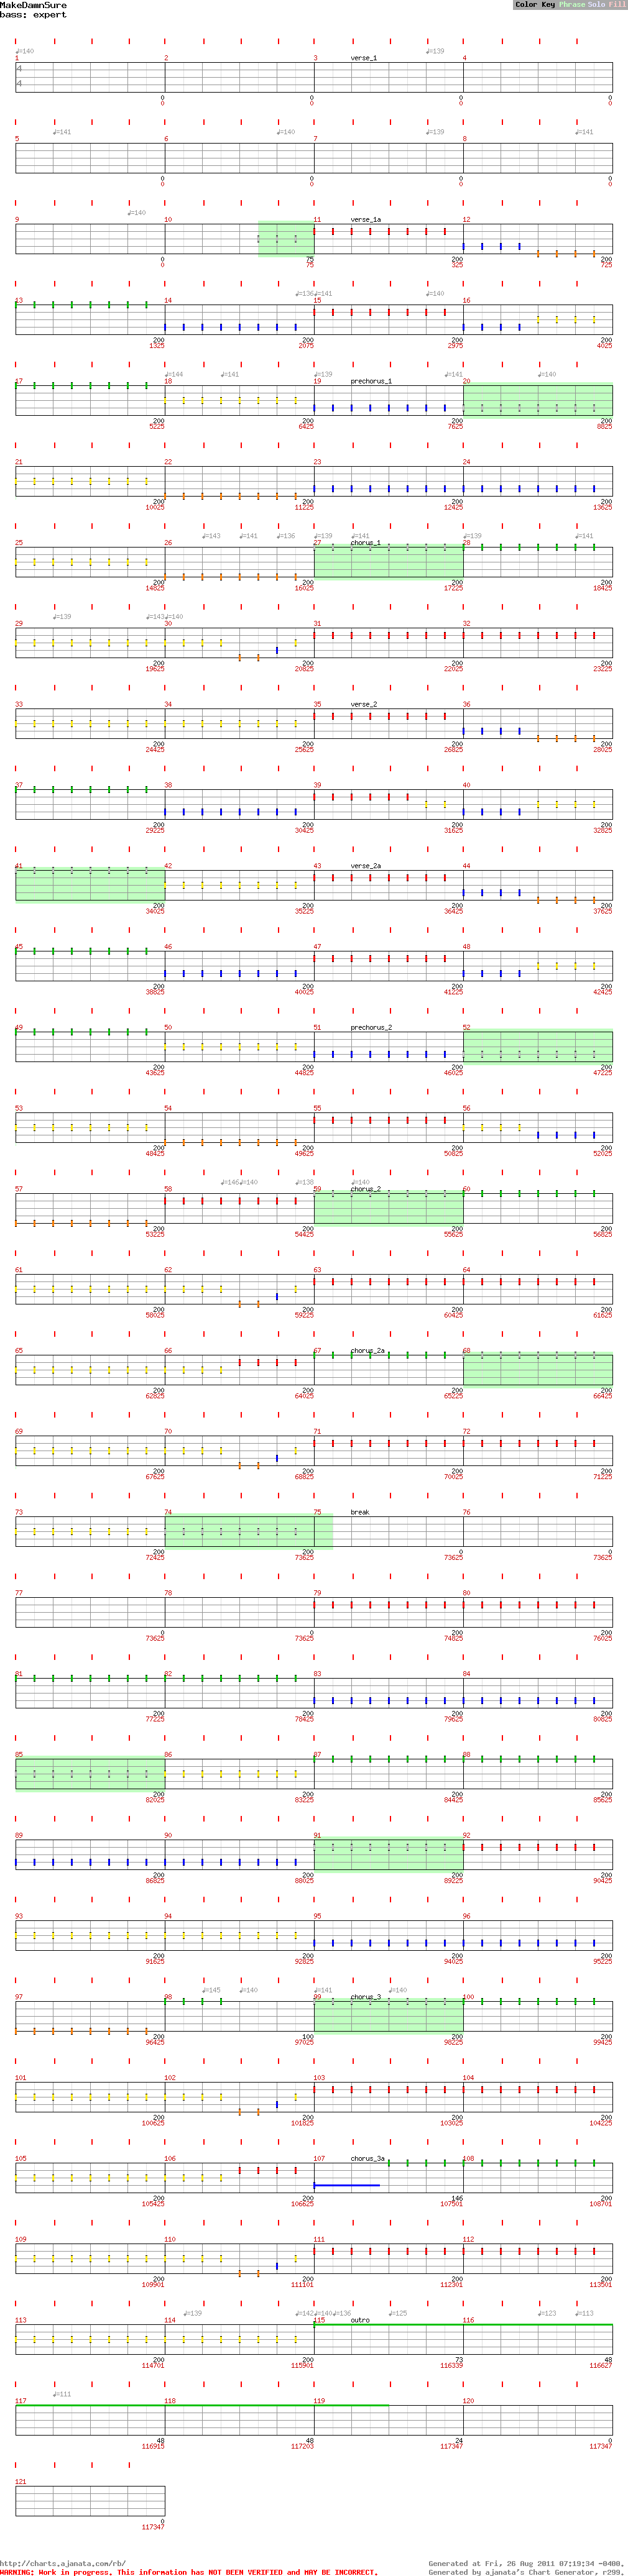 MakeDamnSure
Color Key Phrase Solo Fill
bass: expert
♩=140 ♩=139
1 2 3 verse_1 4
4
4
0 0 0 0
0 0 0 0
♩=141 ♩=140 ♩=139 ♩=141
5 6 7 8
0 0 0 0
0 0 0 0
♩=140
9 10 11 verse_1a 12
0 75 200 200
0 75 325 725
♩=136 ♩=141 ♩=140
13 14 15 16
200 200 200 200
1325 2075 2975 4025
♩=144 ♩=141 ♩=139 ♩=141 ♩=140
17 18 19 prechorus_1 20
200 200 200 200
5225 6425 7625 8825
21 22 23 24
200 200 200 200
10025 11225 12425 13625
♩=143 ♩=141 ♩=136 ♩=139 ♩=141 ♩=139 ♩=141
25 26 27 chorus_1 28
200 200 200 200
14825 16025 17225 18425
♩=139 ♩=143 ♩=140
29 30 31 32
200 200 200 200
19625 20825 22025 23225
33 34 35 verse_2 36
200 200 200 200
24425 25625 26825 28025
37 38 39 40
200 200 200 200
29225 30425 31625 32825
41 42 43 verse_2a 44
200 200 200 200
34025 35225 36425 37625
45 46 47 48
200 200 200 200
38825 40025 41225 42425
49 50 51 prechorus_2 52
200 200 200 200
43625 44825 46025 47225
53 54 55 56
200 200 200 200
48425 49625 50825 52025
♩=146 ♩=140 ♩=138 ♩=140
57 58 59 chorus_2 60
200 200 200 200
53225 54425 55625 56825
61 62 63 64
200 200 200 200
58025 59225 60425 61625
65 66 67 chorus_2a 68
200 200 200 200
62825 64025 65225 66425
69 70 71 72
200 200 200 200
67625 68825 70025 71225
73 74 75 break 76
200 200 0 0
72425 73625 73625 73625
77 78 79 80
0 0 200 200
73625 73625 74825 76025
81 82 83 84
200 200 200 200
77225 78425 79625 80825
85 86 87 88
200 200 200 200
82025 83225 84425 85625
89 90 91 92
200 200 200 200
86825 88025 89225 90425
93 94 95 96
200 200 200 200
91625 92825 94025 95225
♩=145 ♩=140 ♩=141 ♩=140
97 98 99 chorus_3 100
200 100 200 200
96425 97025 98225 99425
101 102 103 104
200 200 200 200
100625 101825 103025 104225
105 106 107 chorus_3a 108
200 200 146 200
105425 106625 107501 108701
109 110 111 112
200 200 200 200
109901 111101 112301 113501
♩=139 ♩=142 ♩=140 ♩=136 ♩=125 ♩=123 ♩=113
113 114 115 outro 116
200 200 73 48
114701 115901 116339 116627
♩=111
117 118 119 120
48 48 24 0
116915 117203 117347 117347
121
0
117347
http://charts.ajanata.com/rb/
Generated at Fri, 26 Aug 2011 07:19:34 -0400.
WARNING: Work in progress. This information has NOT BEEN VERIFIED and MAY BE INCORRECT.
Generated by ajanata's Chart Generator, r299.